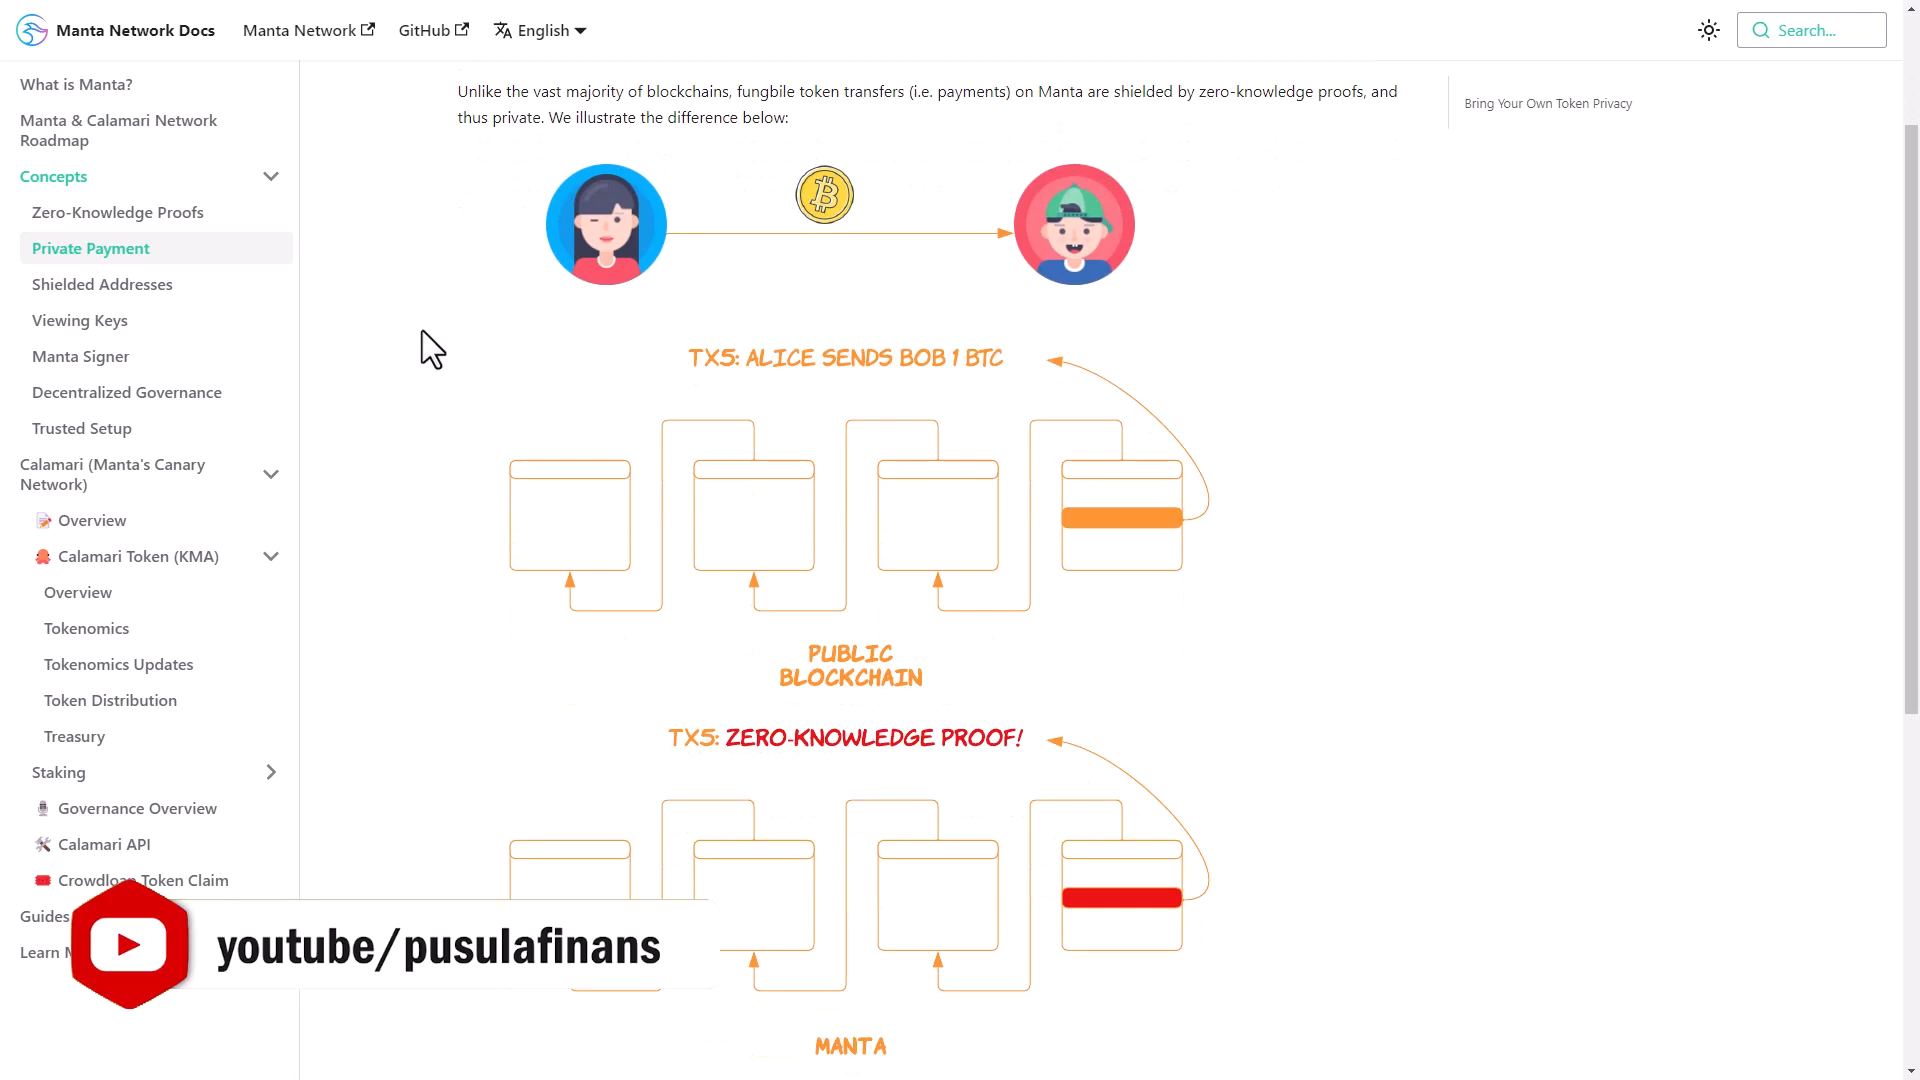 Manta Network Docs
Manta Network
GitHub
English
Search...
What is Manta?
Manta & Calamari Network
Roadmap
Concepts
Zero-Knowledge Proofs
Private Payment
Shielded Addresses
Viewing Keys
Manta Signer
Decentralized Governance
Trusted Setup
Calamari (Manta's Canary
Network)
Overview
Calamari Token (KMA)
Overview
Tokenomics
Tokenomics Updates
Token Distribution
Treasury
Staking
Governance Overview
Calamari API
Crowdloan Token Claim
Guides
Learn
Unlike the vast majority of blockchains, fungbile token transfers (i.e. payments) on Manta are shielded by zero-knowledge proofs, and
thus private. We illustrate the difference below:
TX5: ALICE SENDS BOB 1 BTC
PUBLIC
BLOCKCHAIN
TX5: ZERO-KNOWLEDGE PROOF!
MANTA
Bring Your Own Token Privacy
youtube/pusulafinans